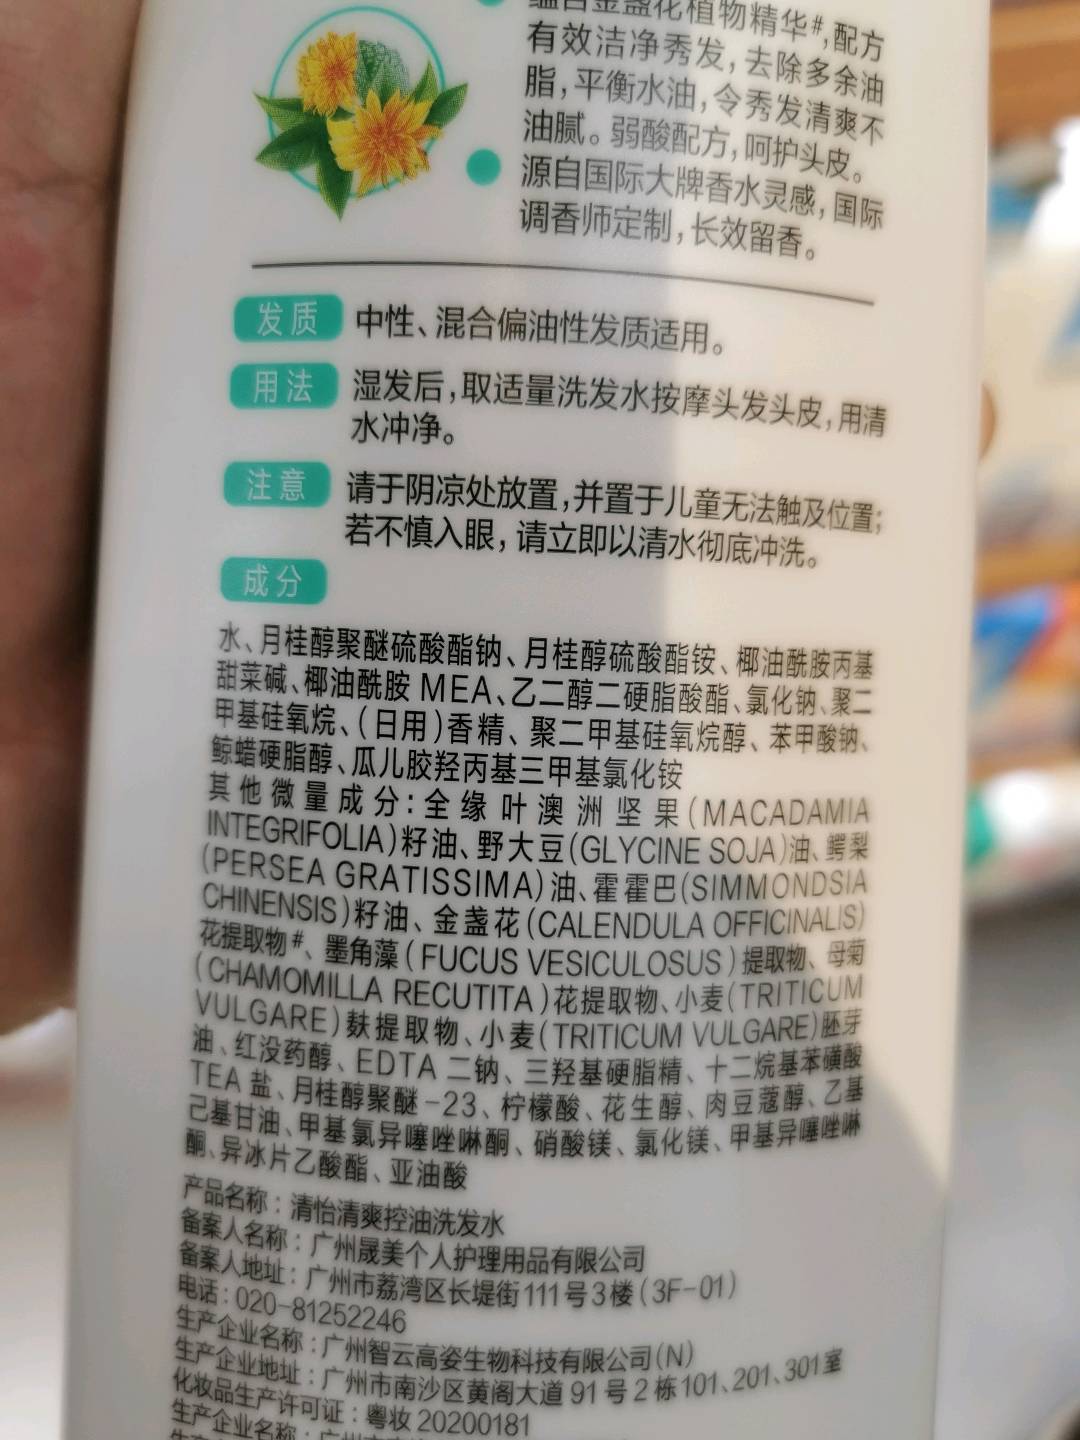 蕴含金盏花植物精华#,配方
有效洁净秀发,去除多余油
脂,平衡水油,令秀发清爽不
油腻。弱酸配方,呵护头皮。
源自国际大牌香水灵感,国际
调香师定制,长效留香。
发质 中性、混合偏油性发质适用。
用法 湿发后,取适量洗发水按摩头发头皮,用清
水冲净。
注意 请于阴凉处放置,并置于儿童无法触及位置;
若不慎入眼,请立即以清水彻底冲洗。
成分
水、月桂醇聚醚硫酸酯钠、月桂醇硫酸酯铵、椰油酰胺丙基
甜菜碱、椰油酰胺 MEA、乙二醇二硬脂酸酯、氯化钠、聚二
甲基硅氧烷、(日用)香精、聚二甲基硅氧烷醇、苯甲酸钠、
鲸蜡硬脂醇、瓜儿胶羟丙基三甲基氯化铵
其他微量成分:全缘叶澳洲坚果(MACADAMIA
INTEGRIFOLIA)籽油、野大豆(GLYCINE SOJA)油、鳄梨
(PERSEA GRATISSIMA)油、霍霍巴(SIMMONDSIA
CHINENSIS)籽油、金盏花(CALENDULA OFFICINALIS)
花提取物#、墨角藻(FUCUS VESICULOSUS)提取物、母菊
(CHAMOMILLA RECUTITA)花提取物、小麦(TRITICUM
VULGARE)麸提取物、小麦(TRITICUM VULGARE)胚芽
油、红没药醇、EDTA 二钠、三羟基硬脂精、十二烷基苯磺酸
TEA 盐、月桂醇聚醚-23、柠檬酸、花生醇、肉豆蔻醇、乙基
己基甘油、甲基氯异噻唑啉酮、硝酸镁、氯化镁、甲基异噻唑啉
酮、异冰片乙酸酯、亚油酸
产品名称:清怡清爽控油洗发水
备案人名称:广州晟美个人护理用品有限公司
备案人地址:广州市荔湾区长堤街111号3楼(3F-01)
电话:020-81252246
生产企业名称:广州智云高姿生物科技有限公司(N)
生产企业地址:广州市南沙区黄阁大道 91 号 2 栋101、201、301室
化妆品生产许可证:粤妆 20200181
生产企业名称:广州市